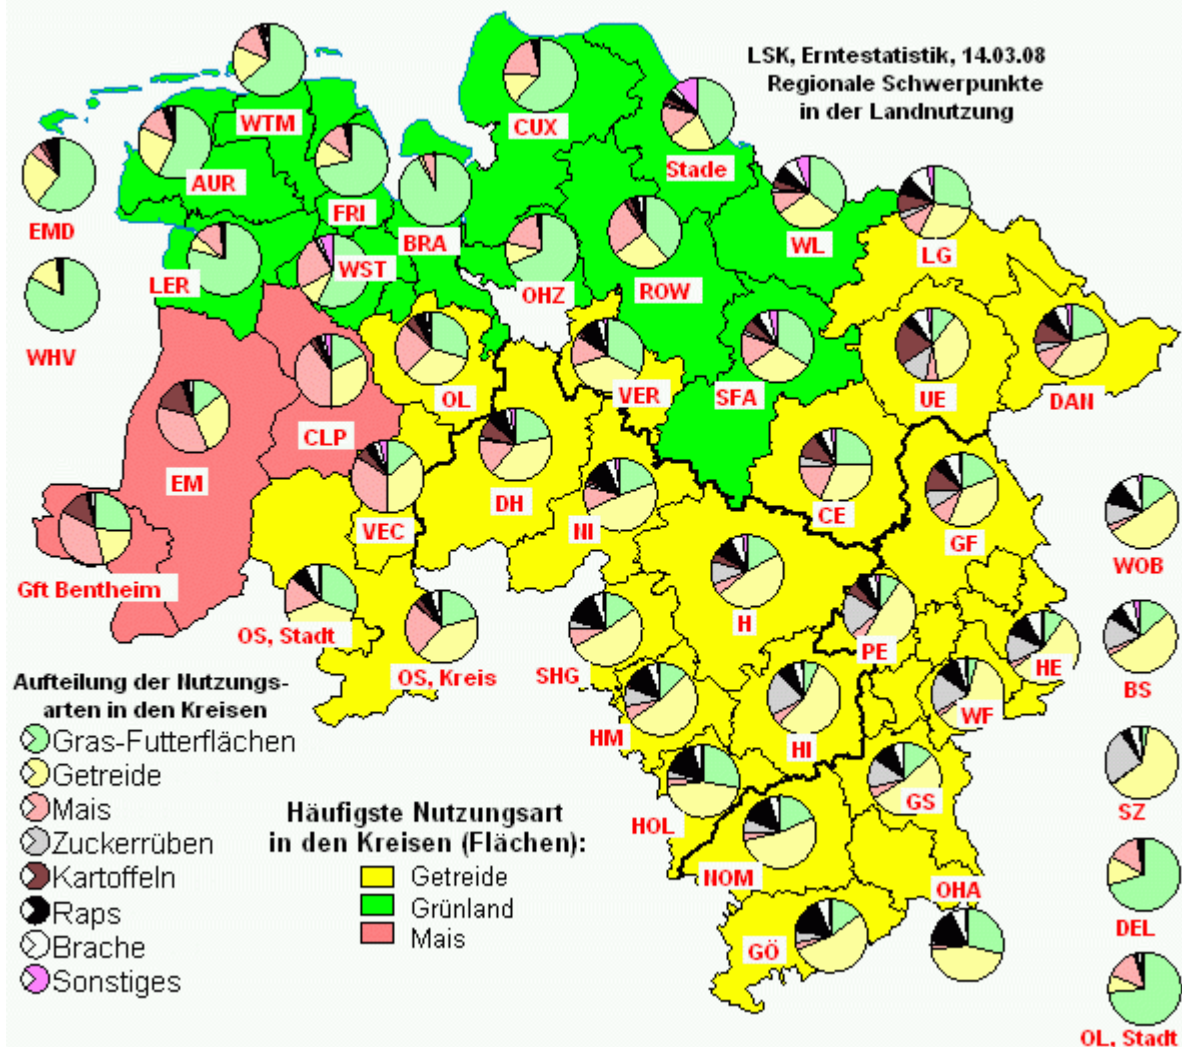 LSK, Erntestatistik, 14.03.08
Regionale Schwerpunkte
in der Landnutzung
WTM
CUX
Stade
AUR
FRI
EMD
BRA
WL
LG
LER
WST
OHZ
ROW
WHV
OL
VER
SFA
UE
DAN
CLP
EM
DH
NI
CE
VEC
GF
WOB
Gft Bentheim
OS, Stadt
H
PE
OS, Kreis
SHG
HE
BS
HM
HI
WF
SZ
GS
HOL
NOM
OHA
DEL
GÖ
OL, Stadt
Aufteilung der Nutzungs-
arten in den Kreisen
Gras-Futterflächen
Getreide
Mais
Zuckerrüben
Kartoffeln
Raps
Brache
Sonstiges
Häufigste Nutzungsart
in den Kreisen (Flächen):
Getreide
Grünland
Mais